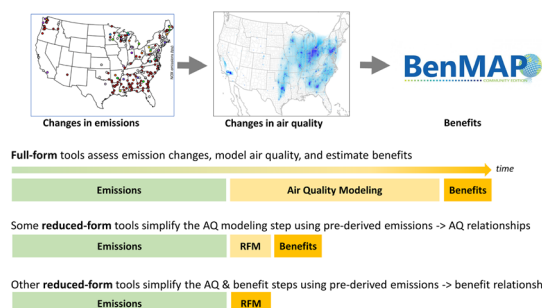 BenMAP
COMMUNITY EDITION
Changes in emissions
Changes in air quality
Benefits
Full-form tools assess emission changes, model air quality, and estimate benefits
time
Emissions
Air Quality Modeling
Benefits
Some reduced-form tools simplify the AQ modeling step using pre-derived emissions -> AQ relationships
Emissions
RFM
Benefits
Other reduced-form tools simplify the AQ & benefit steps using pre-derived emissions -> benefit relationsh
Emissions
RFM